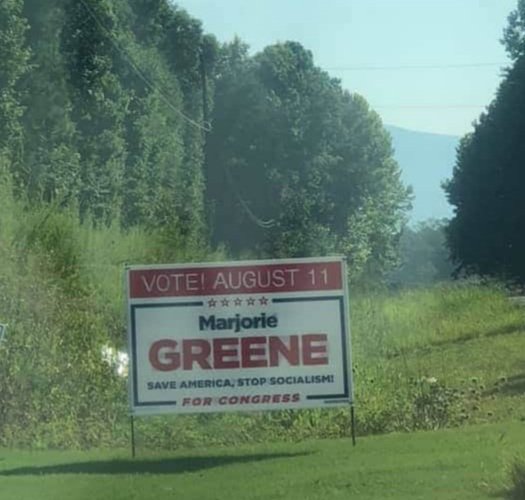 VOTE! AUGUST 11
Marjorie
GREENE
SAVE AMERICA, STOP SOCIALISM!
FOR CONGRESS